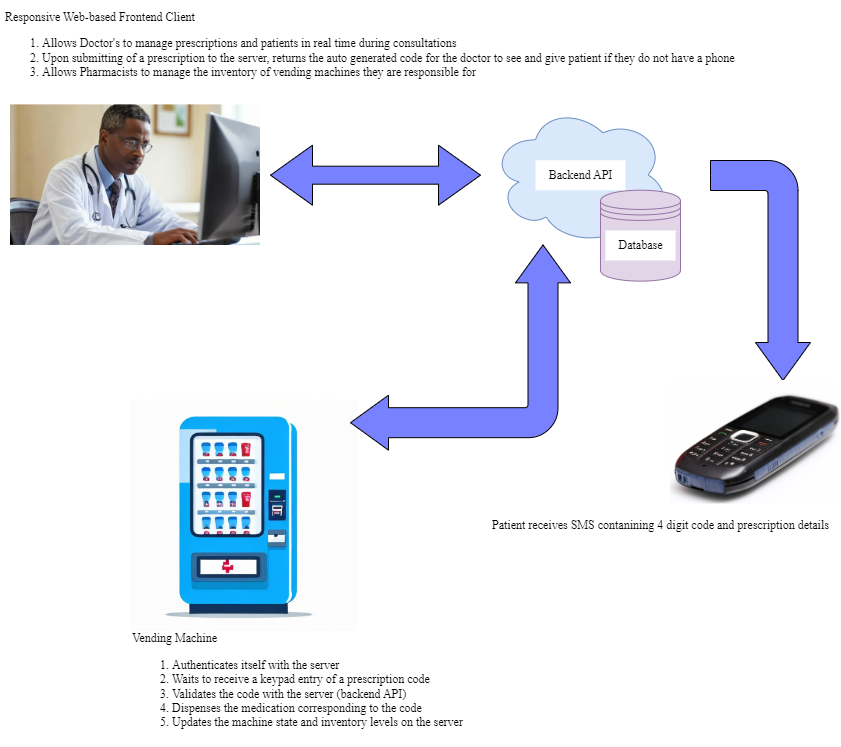 Responsive Web-based Frontend Client
1. Allows Doctor's to manage prescriptions and patients in real time during consultations
2. Upon submitting of a prescription to the server, returns the auto generated code for the doctor to see and give patient if they do not have a phone
3. Allows Pharmacists to manage the inventory of vending machines they are responsible for
Backend API
Database
Patient receives SMS contanining 4 digit code and prescription details
Vending Machine
1. Authenticates itself with the server
2. Waits to receive a keypad entry of a prescription code
3. Validates the code with the server (backend API)
4. Dispenses the medication corresponding to the code
5. Updates the machine state and inventory levels on the server